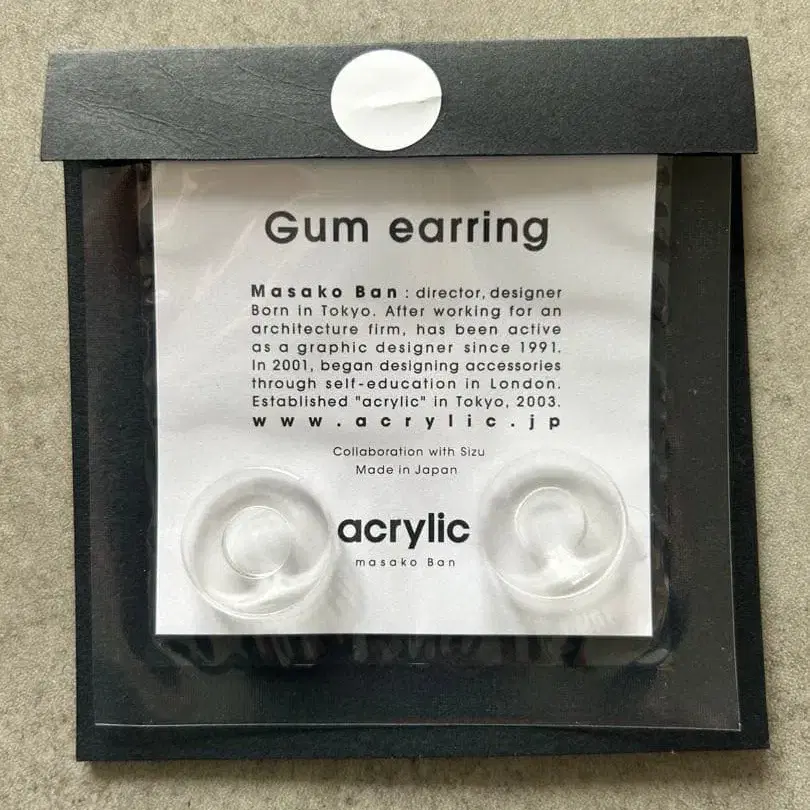 Gum earring
Masako Ban : director, designer
Born in Tokyo. After working for an
architecture firm, has been active
as a graphic designer since 1991.
In 2001, began designing accessories
through self-education in London.
Established "acrylic" in Tokyo, 2003.
www.acrylic.jp
Collaboration with Sizu
Made in Japan
acrylic
masako Ban